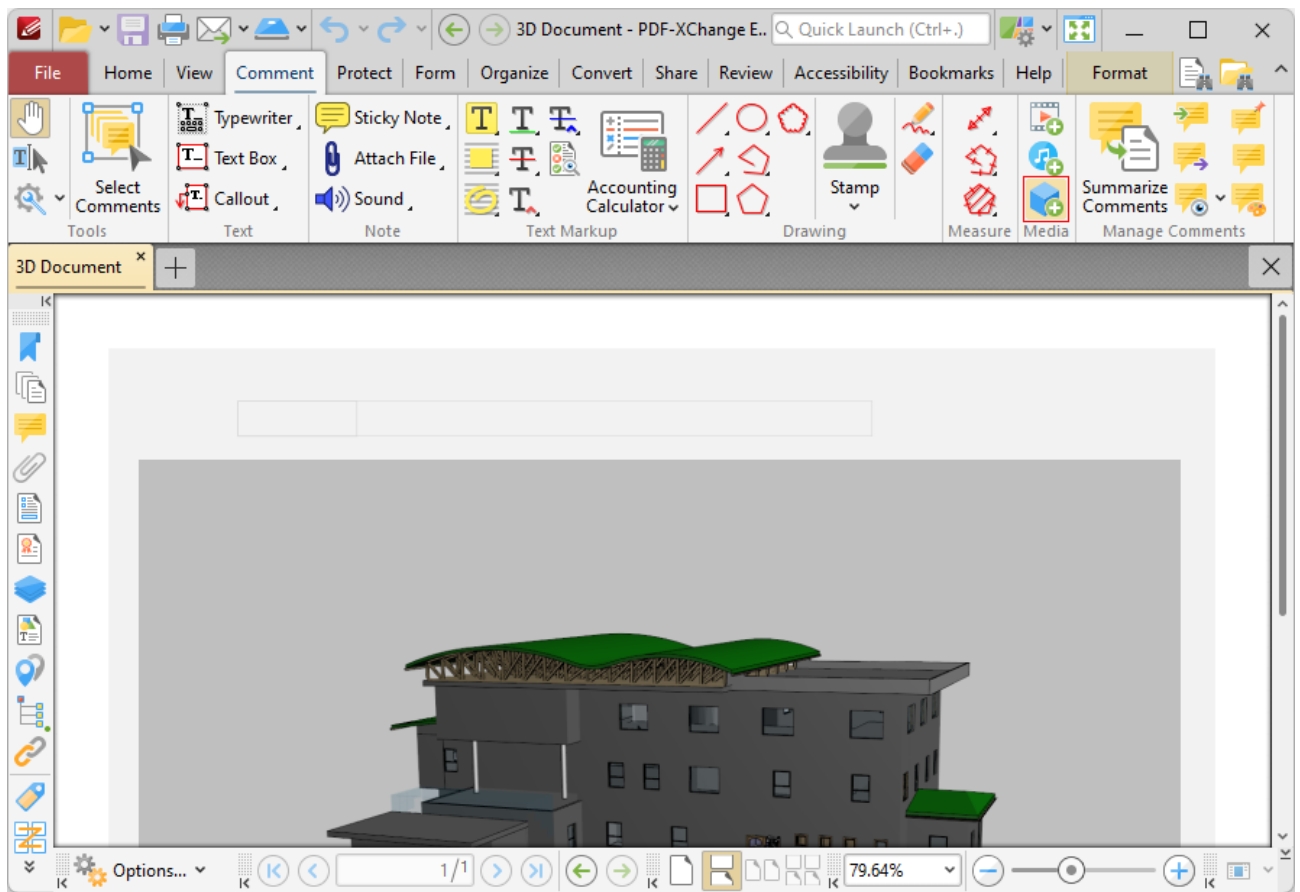 3D Document - PDF-XChange E.. Quick Launch (Ctrl+.)
File Home View Comment Protect Form Organize Convert Share Review Accessibility Bookmarks Help Format
Typewriter Sticky Note
Text Box Attach File
Select Comments
Callout Sound
Accounting Calculator
Stamp
Summarize Comments
Tools Text Note Text Markup Drawing Measure Media Manage Comments
3D Document
Options... 1/1 79.64%